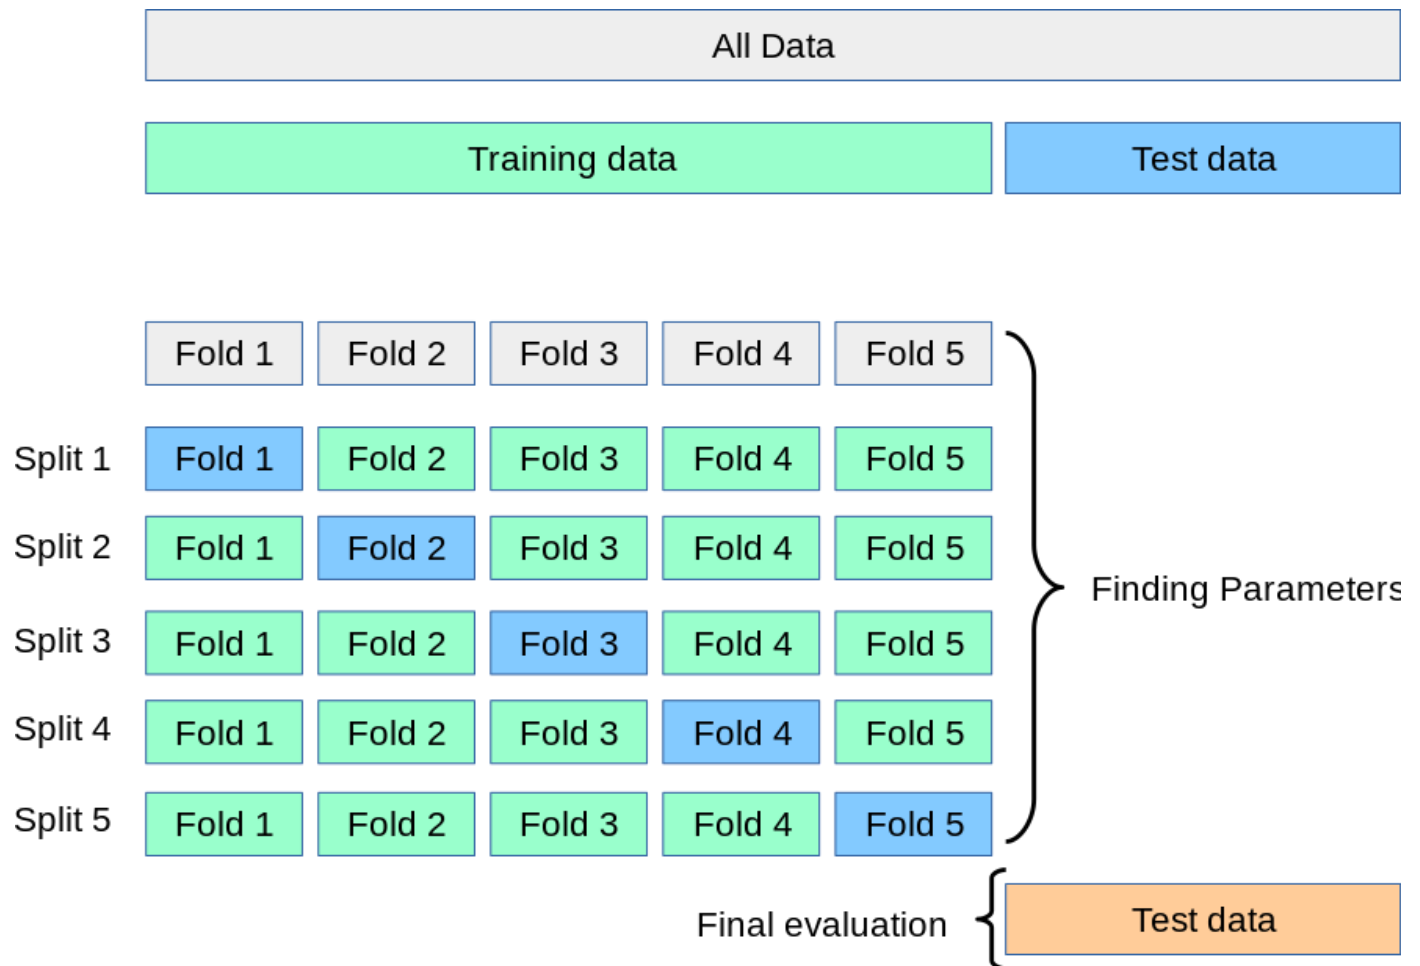 All Data
Training data Test data
Fold 1 Fold 2 Fold 3 Fold 4 Fold 5
Split 1 Fold 1 Fold 2 Fold 3 Fold 4 Fold 5
Split 2 Fold 1 Fold 2 Fold 3 Fold 4 Fold 5
Finding Parameters
Split 3 Fold 1 Fold 2 Fold 3 Fold 4 Fold 5
Split 4 Fold 1 Fold 2 Fold 3 Fold 4 Fold 5
Split 5 Fold 1 Fold 2 Fold 3 Fold 4 Fold 5
Final evaluation Test data